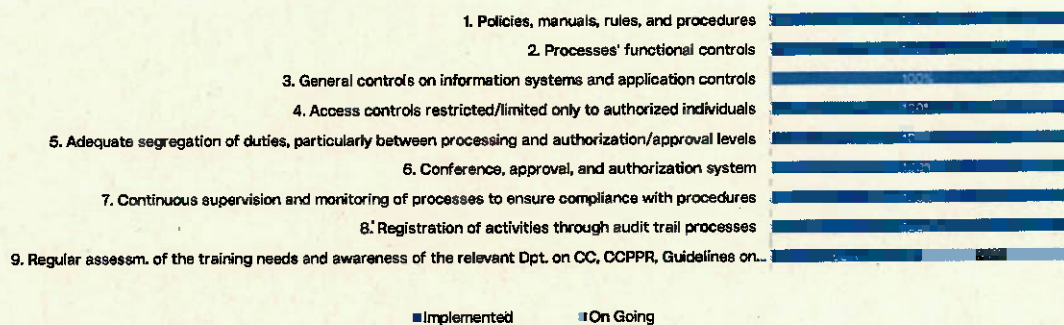 1. Policies, manuals, rules, and procedures
2. Processes' functional controls
3. General controls on information systems and application controls 100%
4. Access controls restricted/limited only to authorized individuals
5. Adequate segregation of duties, particularly between processing and authorization/approval levels
6. Conference, approval, and authorization system
7. Continuous supervision and monitoring of processes to ensure compliance with procedures
8. Registration of activities through audit trail processes
9. Regular assessm. of the training needs and awareness of the relevant Dpt. on CC, CCPPR, Guidelines on...
Implemented On Going